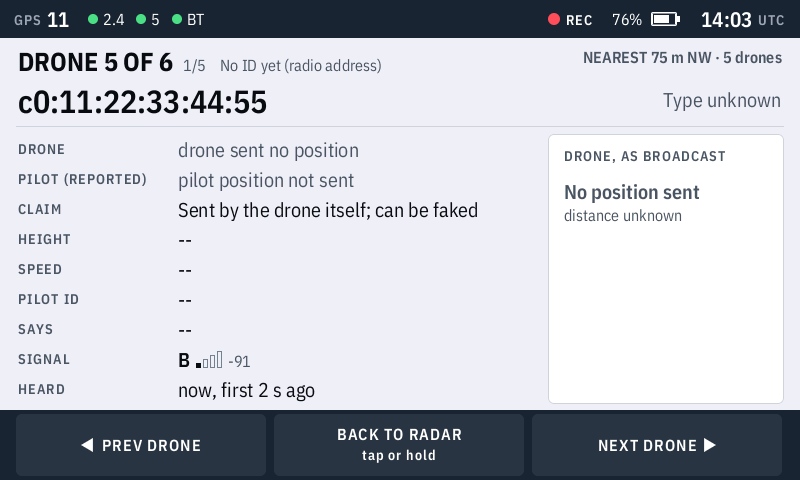 GPS 11 2.4 5 BT REC 76% 14:03 UTC
DRONE 5 OF 6 1/5 No ID yet (radio address) NEAREST 75 m NW · 5 drones
c0:11:22:33:44:55 Type unknown
DRONE drone sent no position
PILOT (REPORTED) pilot position not sent
CLAIM Sent by the drone itself; can be faked
HEIGHT --
SPEED --
PILOT ID --
SAYS --
SIGNAL B -91
HEARD now, first 2 s ago
DRONE, AS BROADCAST
No position sent
distance unknown
◀ PREV DRONE
BACK TO RADAR
tap or hold
NEXT DRONE ▶